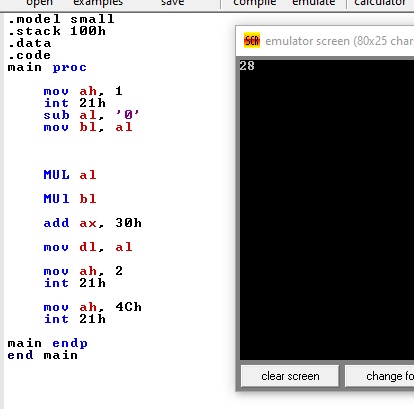 open examples save compile emulate calculator
.model small
.stack 100h
.data
.code
main proc
mov ah, 1
int 21h
sub al, '0'
mov bl, al
MUL al
MUl bl
add ax, 30h
mov dl, al
mov ah, 2
int 21h
mov ah, 4Ch
int 21h
main endp
end main
SCR emulator screen (80x25 char
28
clear screen change fo